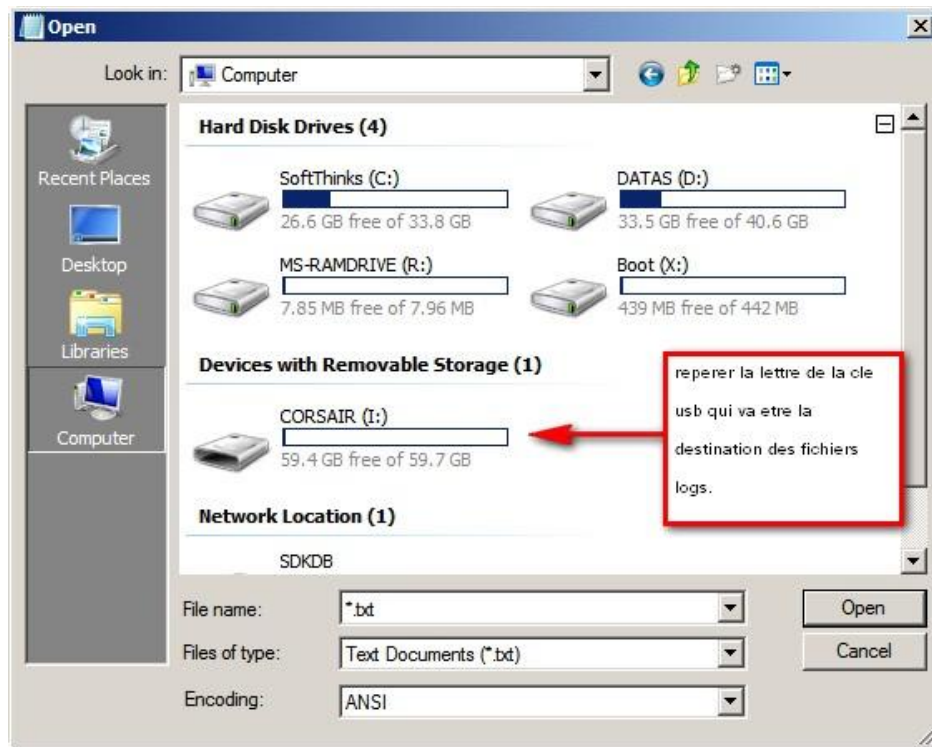 Open
Look in:
Computer
Recent Places
Desktop
Libraries
Computer
Hard Disk Drives (4)
SoftThinks (C:)
26.6 GB free of 33.8 GB
DATAS (D:)
33.5 GB free of 40.6 GB
MS-RAMDRIVE (R:)
7.85 MB free of 7.96 MB
Boot (X:)
439 MB free of 442 MB
Devices with Removable Storage (1)
CORSAIR (I:)
59.4 GB free of 59.7 GB
reperer la lettre de la cle
usb qui va etre la
destination des fichiers
logs.
Network Location (1)
SDKDB
File name:
*.txt
Open
Files of type:
Text Documents (*.txt)
Cancel
Encoding:
ANSI